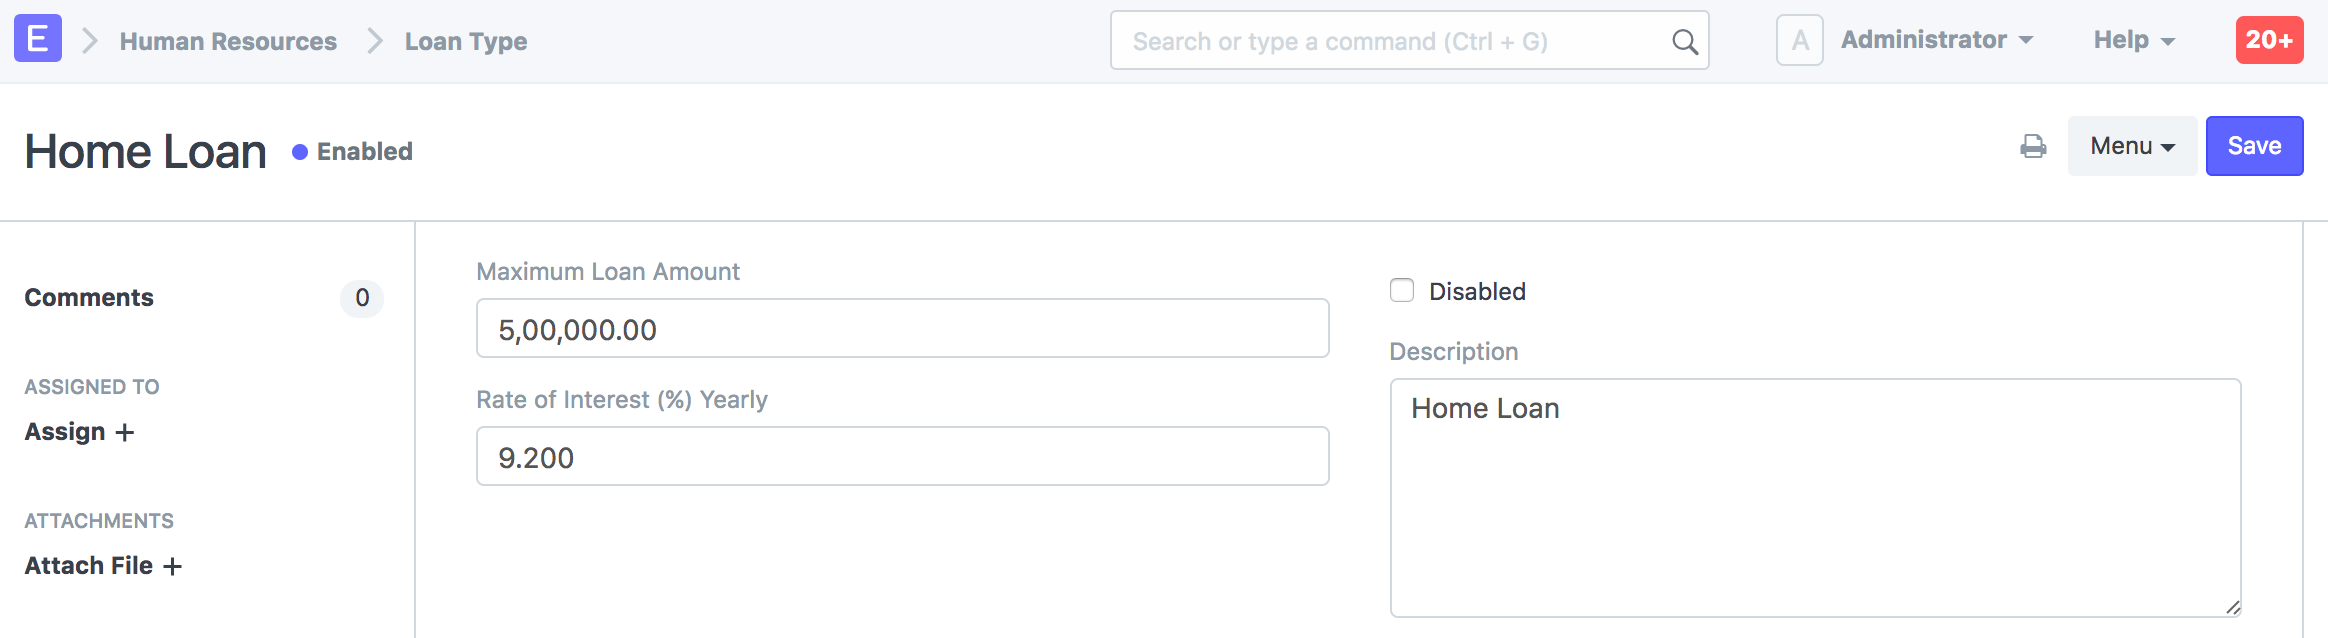 E Human Resources Loan Type Search or type a command (Ctrl + G) A Administrator Help 20+
Home Loan Enabled Menu Save
Comments 0
ASSIGNED TO
Assign +
ATTACHMENTS
Attach File +
Maximum Loan Amount
5,00,000.00
Rate of Interest (%) Yearly
9.200
Disabled
Description
Home Loan